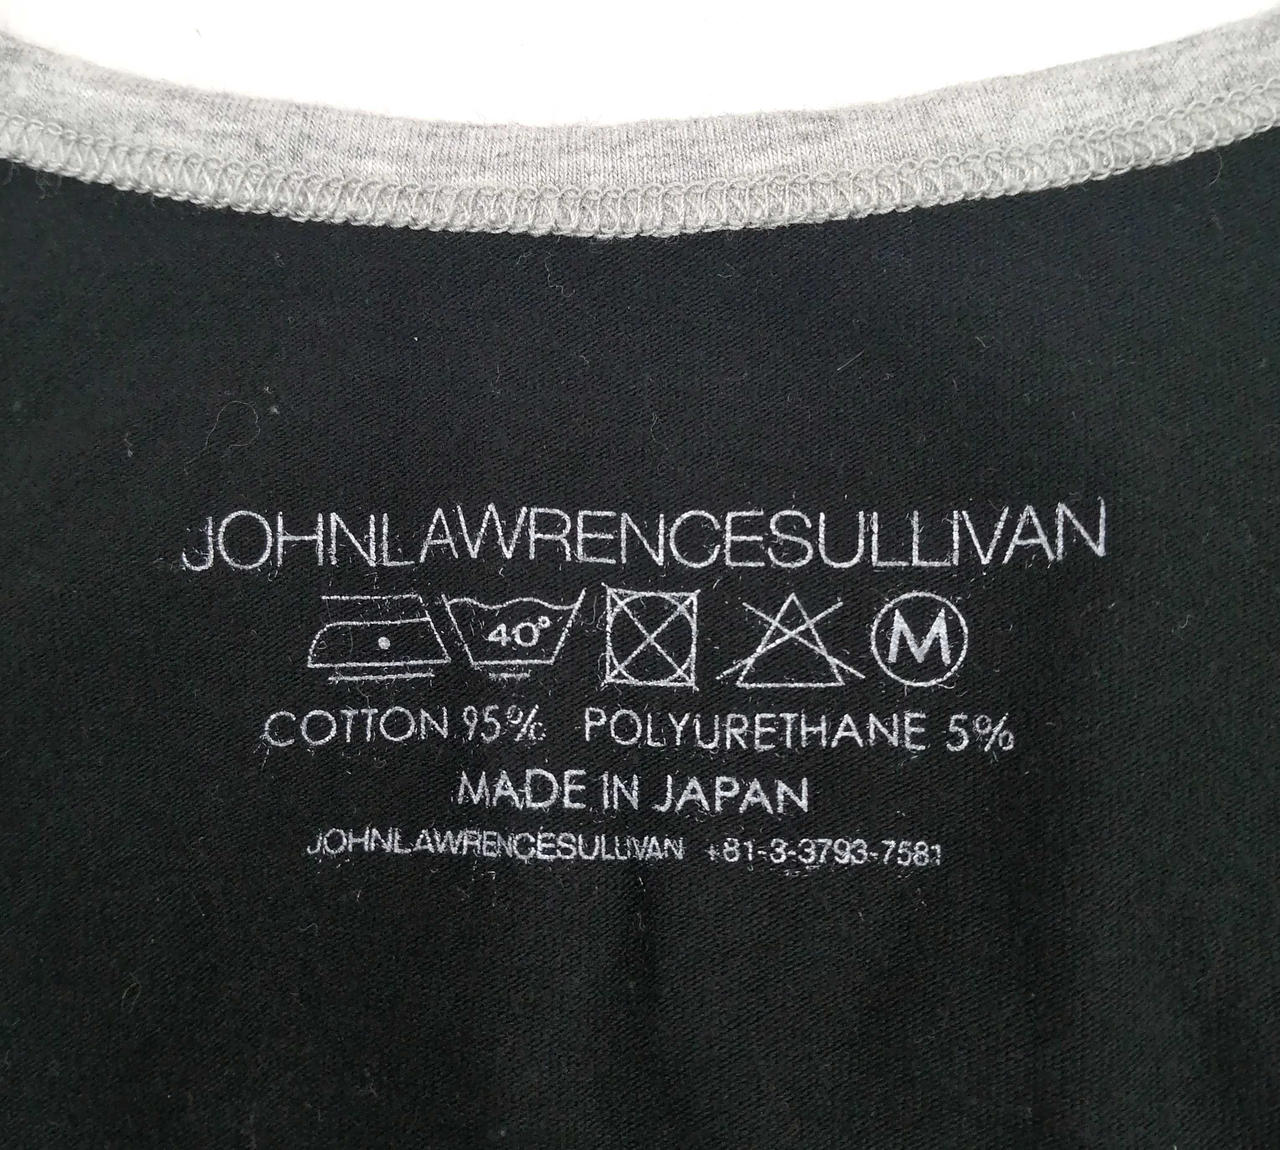 JOHNLAWRENCESULLIVAN
40° M
COTTON 95% POLYURETHANE 5%
MADE IN JAPAN
JOHNLAWRENCESULLIVAN +81-3-3793-7581